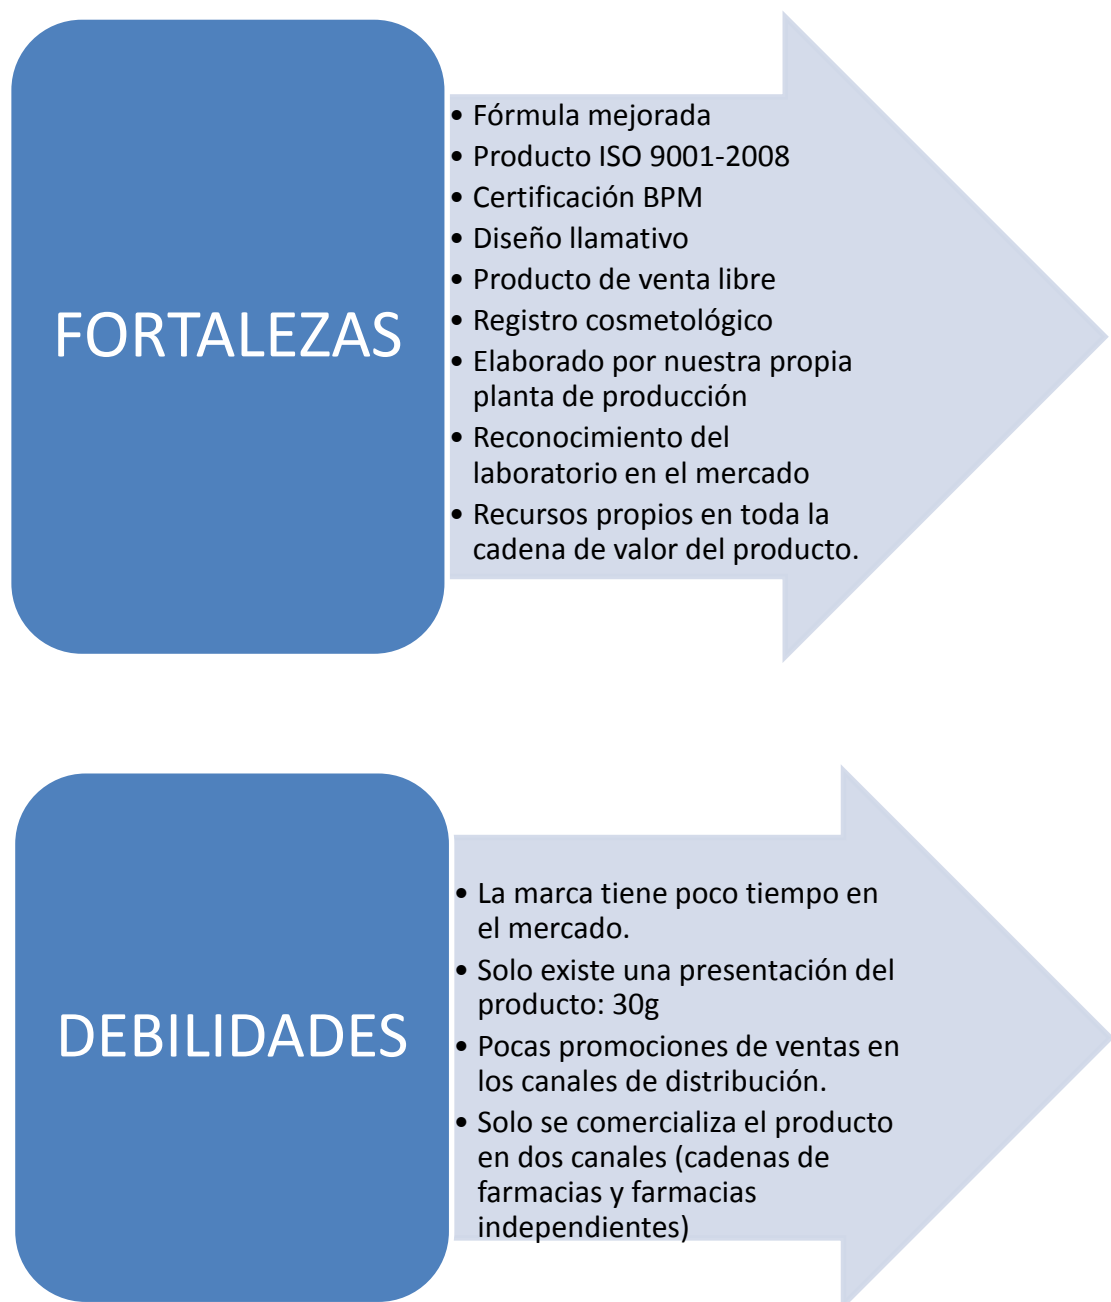 FORTALEZAS
• Fórmula mejorada
• Producto ISO 9001-2008
• Certificación BPM
• Diseño llamativo
• Producto de venta libre
• Registro cosmetológico
• Elaborado por nuestra propia
planta de producción
• Reconocimiento del
laboratorio en el mercado
• Recursos propios en toda la
cadena de valor del producto.
DEBILIDADES
• La marca tiene poco tiempo en
el mercado.
• Solo existe una presentación del
producto: 30g
• Pocas promociones de ventas en
los canales de distribución.
• Solo se comercializa el producto
en dos canales (cadenas de
farmacias y farmacias
independientes)